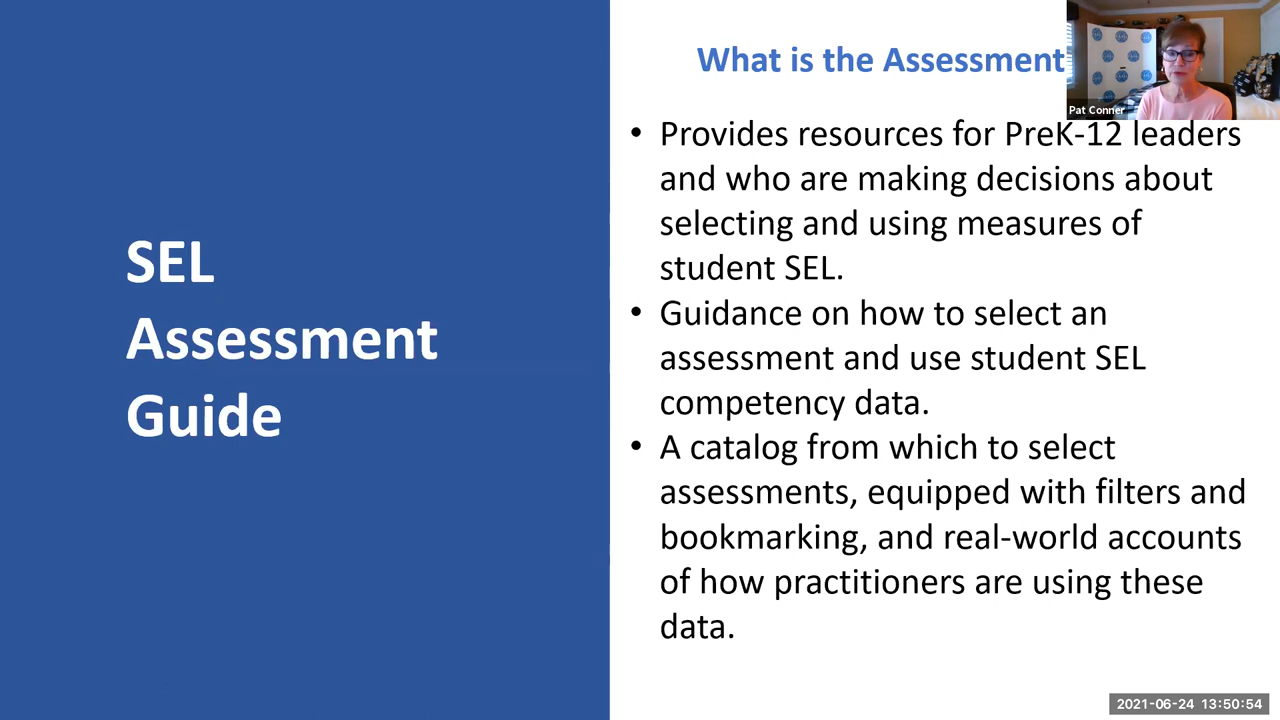 SEL
Assessment
Guide
What is the Assessment
Pat Conner
• Provides resources for PreK-12 leaders
and who are making decisions about
selecting and using measures of
student SEL.
• Guidance on how to select an
assessment and use student SEL
competency data.
• A catalog from which to select
assessments, equipped with filters and
bookmarking, and real-world accounts
of how practitioners are using these
data.
2021-06-24 13:50:54